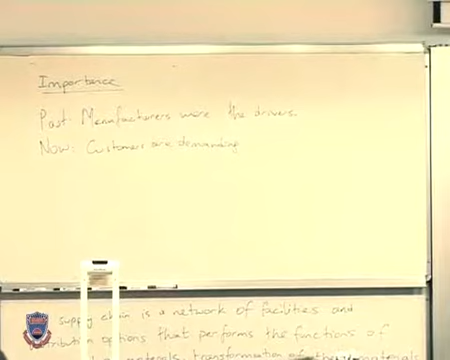 Importance
Past: Manufacturers were the drivers.
Now: Customers are demanding
supply chain is a network of facilities and
distribution options that performs the functions of
materials, transformation of these materials